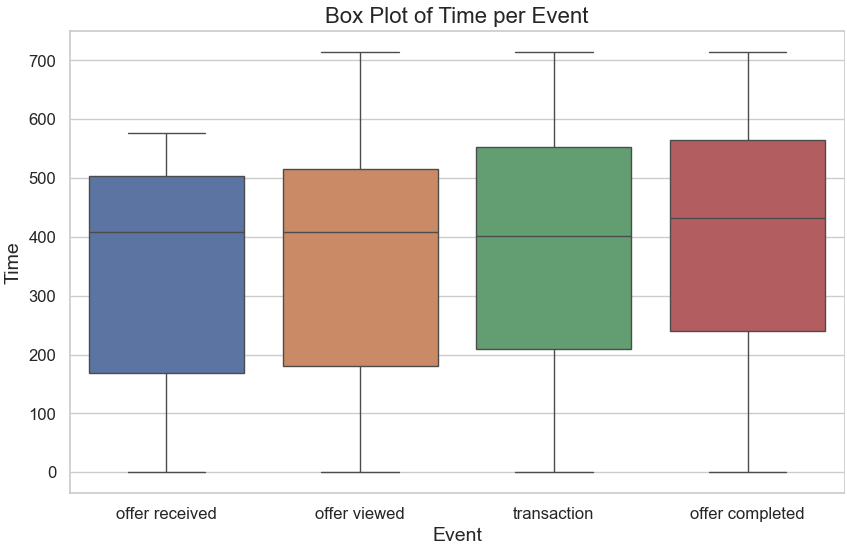 Box Plot of Time per Event
Time
700
600
500
400
300
200
100
0
offer received
offer viewed
transaction
offer completed
Event